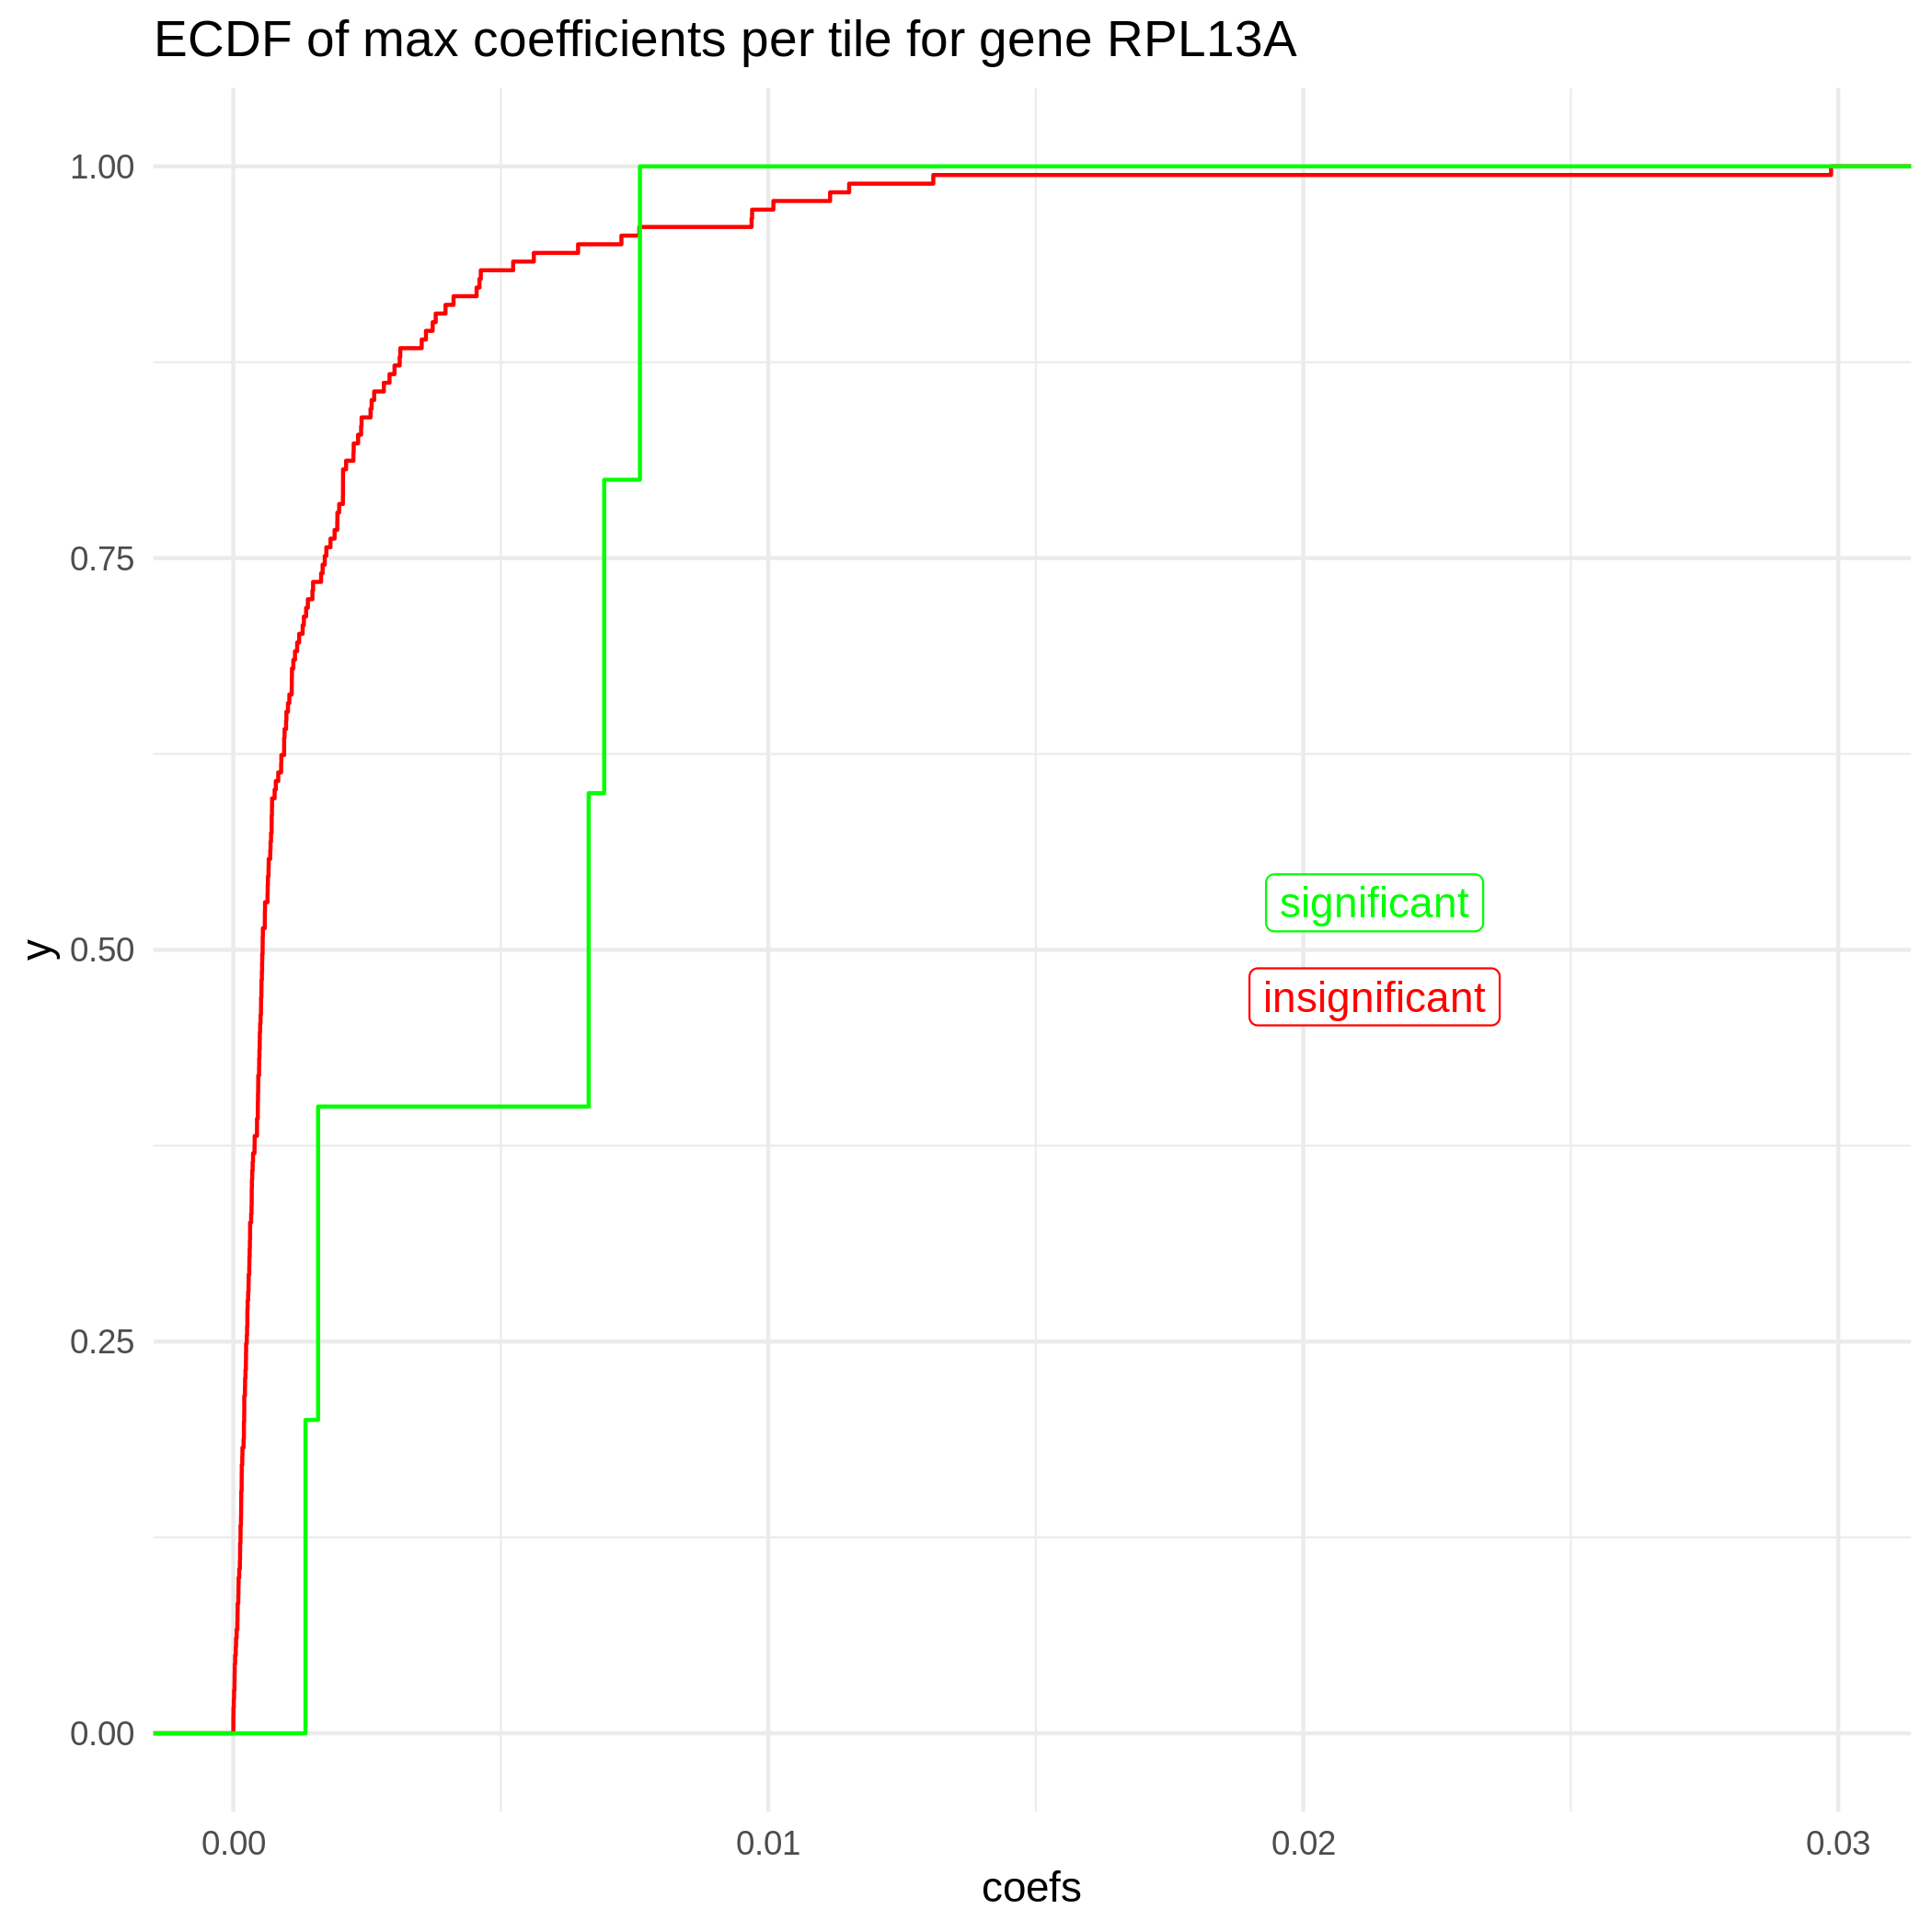 ECDF of max coefficients per tile for gene RPL13A
1.00
0.75
0.50
0.25
0.00
y
significant
insignificant
0.00 0.01 0.02 0.03
coefs